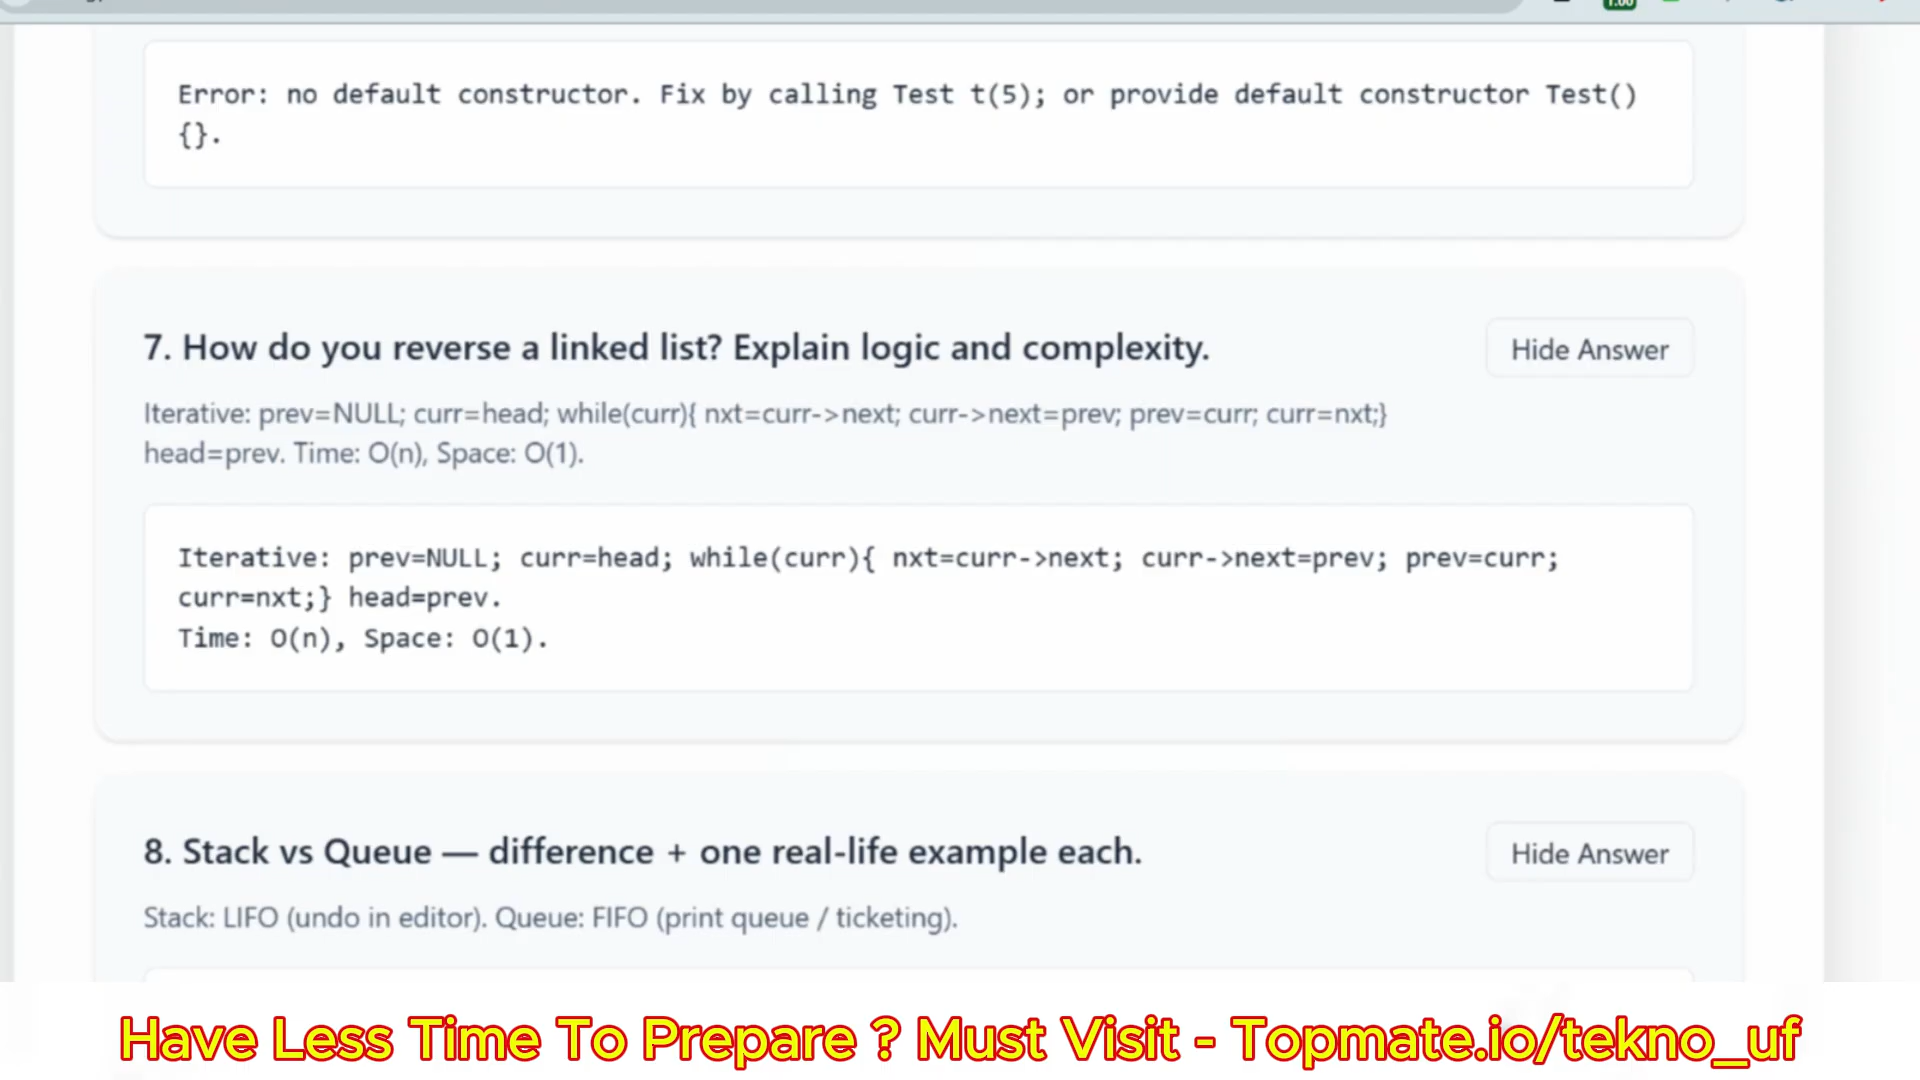 1.00
Error: no default constructor. Fix by calling Test t(5); or provide default constructor Test()
{}.
7. How do you reverse a linked list? Explain logic and complexity.
Hide Answer
Iterative: prev=NULL; curr=head; while(curr){ nxt=curr->next; curr->next=prev; prev=curr; curr=nxt;}
head=prev. Time: O(n), Space: O(1).
Iterative: prev=NULL; curr=head; while(curr){ nxt=curr->next; curr->next=prev; prev=curr;
curr=nxt;} head=prev.
Time: O(n), Space: O(1).
8. Stack vs Queue — difference + one real-life example each.
Hide Answer
Stack: LIFO (undo in editor). Queue: FIFO (print queue / ticketing).
Have Less Time To Prepare ? Must Visit - Topmate.io/tekno_uf